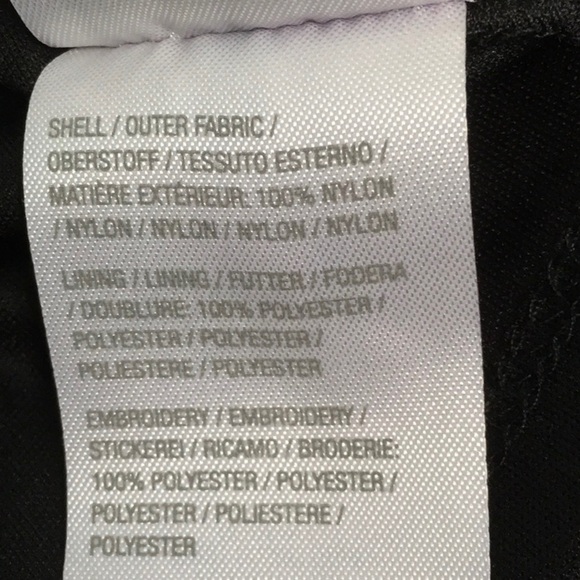 SHELL / OUTER FABRIC /
OBERSTOFF / TESSUTO ESTERNO /
MATIÈRE EXTÉRIEUR: 100% NYLON
/ NYLON / NYLON / NYLON / NYLON
LINING / LINING / FUTTER / FODERA
/ DOUBLURE: 100% POLYESTER /
POLYESTER / POLYESTER /
POLIESTERE / POLYESTER
EMBROIDERY / EMBROIDERY /
STICKEREI / RICAMO / BRODERIE:
100% POLYESTER / POLYESTER /
POLYESTER / POLIESTERE /
POLYESTER